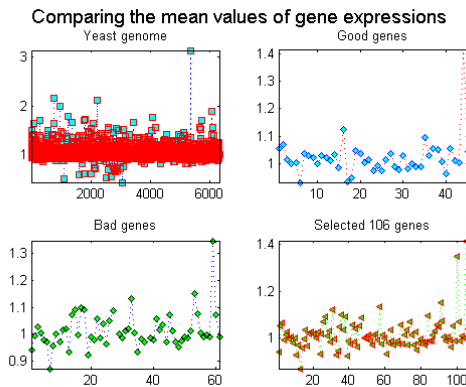 Comparing the mean values of gene expressions
Yeast genome
3
2
1
2000 4000 6000
Good genes
1.4
1.3
1.2
1.1
1
10 20 30 40
Bad genes
1.3
1.2
1.1
1
0.9
20 40 60
Selected 106 genes
1.4
1.2
1
20 40 60 80 100